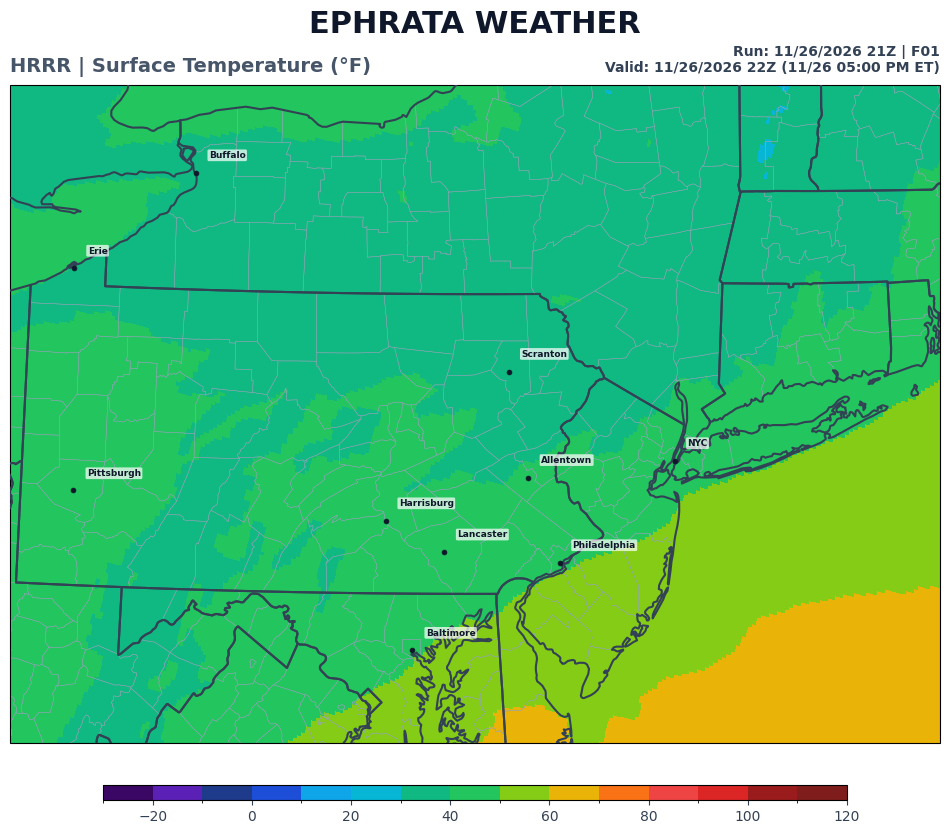 EPHRATA WEATHER
HRRR | Surface Temperature (°F)
Run: 11/26/2026 21Z | F01
Valid: 11/26/2026 22Z (11/26 05:00 PM ET)
Buffalo
Erie
Scranton
NYC
Allentown
Pittsburgh
Harrisburg
Lancaster
Philadelphia
Baltimore
−20 0 20 40 60 80 100 120